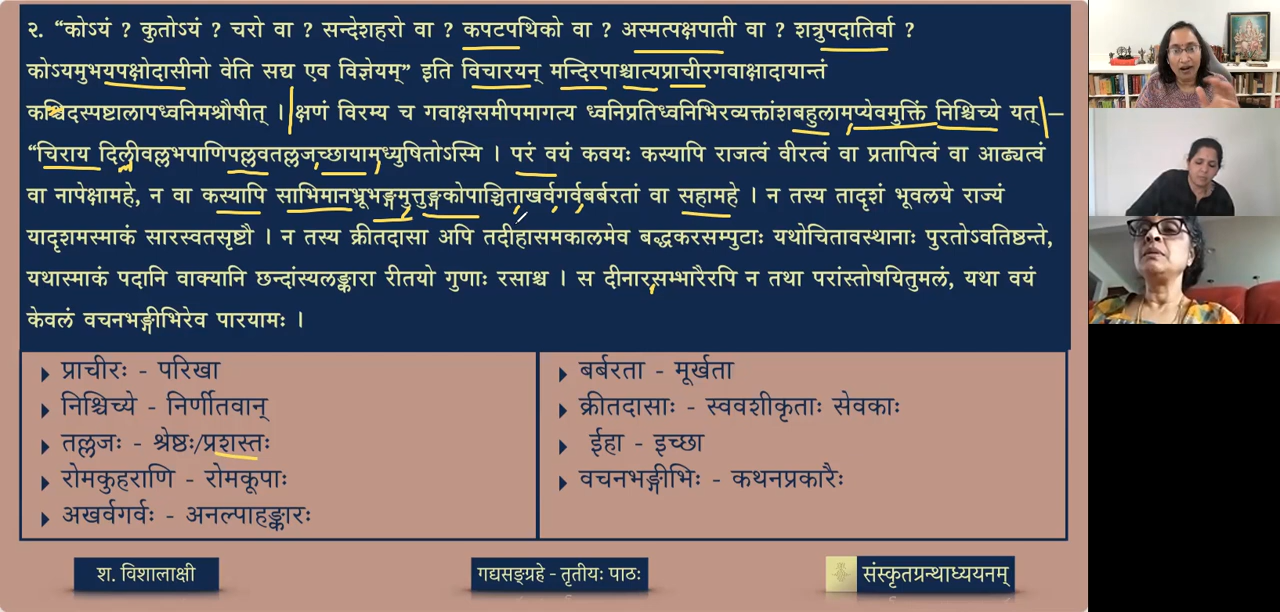 २. “कोऽयं ? कुतोऽयं ? चरो वा ? सन्देशहरो वा ? कपटपथिको वा ? अस्मत्पक्षपाती वा ? शत्रुपदातिर्वा ?
कोऽयमुभयपक्षोदासीनो वेति सद्य एव विज्ञेयम्” इति विचारयन् मन्दिरपाश्चात्यप्राचीरगवाक्षादायान्तं
कञ्चिदस्पष्टालापध्वनिमश्रौषीत् । क्षणं विरम्य च गवाक्षसमीपमागत्य ध्वनिप्रतिध्वनिभिरव्यक्तांशबहुलामप्येवमुक्तिं निश्चिच्ये यत् –
“चिराय दिल्लीवल्लभपाणिपल्लवतल्लजच्छायामध्युषितोऽस्मि । परं वयं कवयः कस्यापि राजत्वं वीरत्वं वा प्रतापित्वं वा आढ्यत्वं
वा नापेक्षामहे, न वा कस्यापि साभिमानभ्रूभङ्गमुत्तुङ्गकोपाञ्चिताखर्वगर्वबर्बरतां वा सहामहे । न तस्य तादृशं भूवलये राज्यं
यादृशमस्माकं सारस्वतसृष्टौ । न तस्य क्रीतदासा अपि तदीहासमकालमेव बद्धकरसम्पुटाः यथोचितावस्थानाः पुरतोऽवतिष्ठन्ते,
यथास्माकं पदानि वाक्यानि छन्दांस्यलङ्कारा रीतयो गुणाः रसाश्च । स दीनारसम्भारैरपि न तथा परांस्तोषयितुमलं, यथा वयं
केवलं वचनभङ्गीभिरेव पारयामः ।
प्राचीरः - परिखा
निश्चिच्ये - निर्णीतवान्
तल्लजः - श्रेष्ठः/प्रशस्तः
रोमकुहराणि - रोमकूपाः
अखर्वगर्वः - अनल्पाहङ्कारः
बर्बरता - मूर्खता
क्रीतदासाः - स्ववशीकृताः सेवकाः
ईहा - इच्छा
वचनभङ्गीभिः - कथनप्रकारैः
श. विशालाक्षी
गद्यसङ्ग्रहे - तृतीयः पाठः
संस्कृतग्रन्थाध्ययनम्